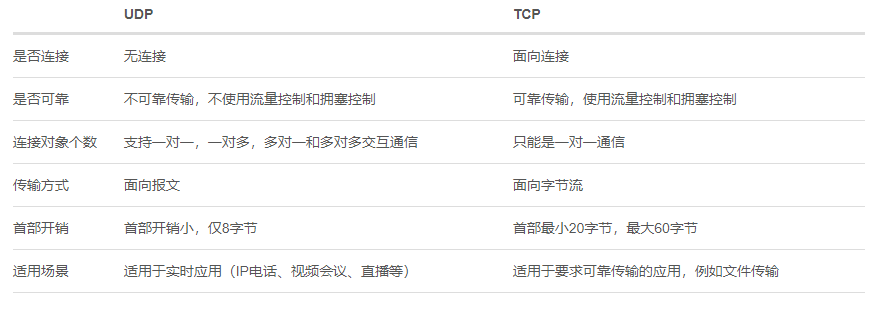 UDP TCP
是否连接 无连接 面向连接
是否可靠 不可靠传输，不使用流量控制和拥塞控制 可靠传输，使用流量控制和拥塞控制
连接对象个数 支持一对一，一对多，多对一和多对多交互通信 只能是一对一通信
传输方式 面向报文 面向字节流
首部开销 首部开销小，仅8字节 首部最小20字节，最大60字节
适用场景 适用于实时应用（IP电话、视频会议、直播等） 适用于要求可靠传输的应用，例如文件传输